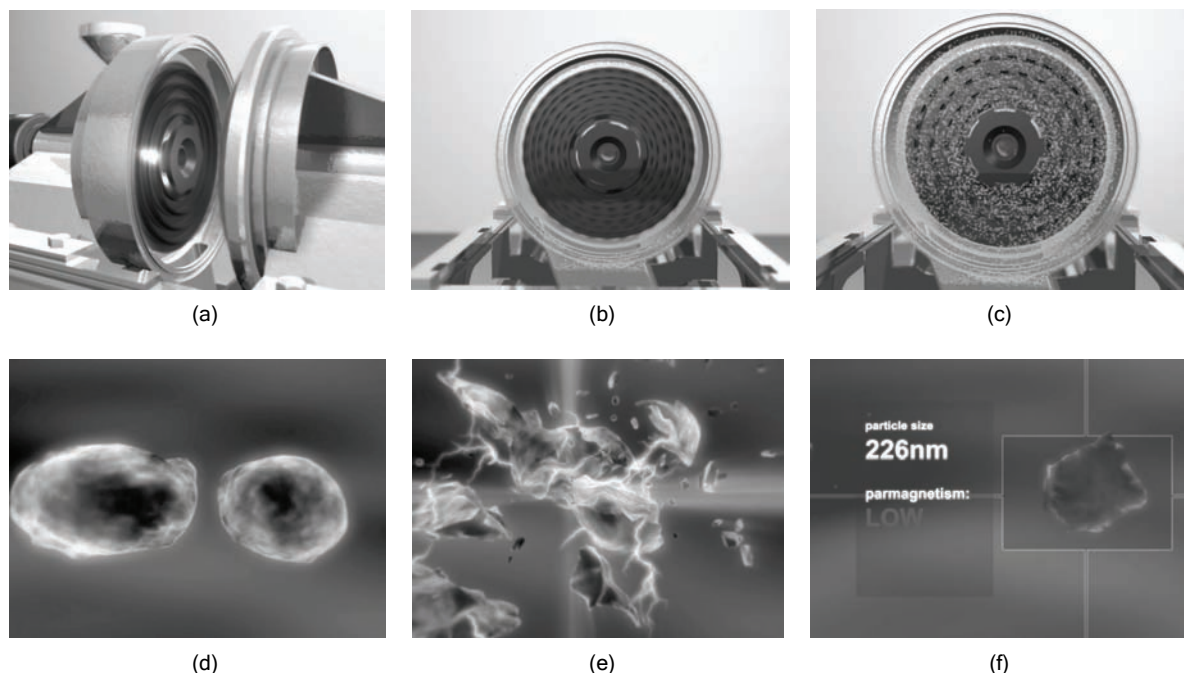 (a)
(b)
(c)
particle size
226nm
parmagnetism:
LOW
(d)
(e)
(f)